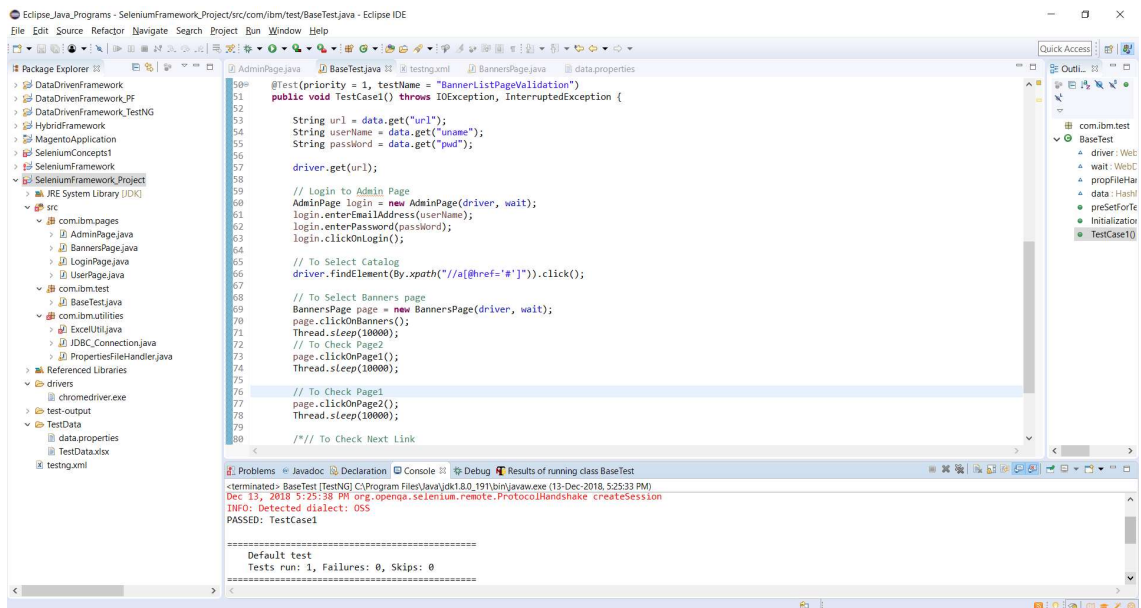 Eclipse_Java_Programs - SeleniumFramework_Project/src/com/ibm/test/BaseTest.java - Eclipse IDE
File Edit Source Refactor Navigate Search Project Run Window Help
Quick Access
Package Explorer
DataDrivenFramework
DataDrivenFramework_PF
DataDrivenFramework_TestNG
HybridFramework
MagentoApplication
SeleniumConcepts1
SeleniumFramework
SeleniumFramework_Project
JRE System Library [JDK]
src
com.ibm.pages
AdminPage.java
BannersPage.java
LoginPage.java
UserPage.java
com.ibm.test
BaseTest.java
com.ibm.utilities
ExcelUtil.java
JDBC_Connection.java
PropertiesFileHandler.java
Referenced Libraries
drivers
chromedriver.exe
test-output
TestData
data.properties
TestData.xlsx
testng.xml
AdminPage.java BaseTest.java testng.xml BannersPage.java data.properties
50 @Test(priority = 1, testName = "BannerListPageValidation")
51 public void TestCase1() throws IOException, InterruptedException {
52
53 String url = data.get("url");
54 String userName = data.get("uname");
55 String passWord = data.get("pwd");
56
57 driver.get(url);
58
59 // Login to Admin Page
60 AdminPage login = new AdminPage(driver, wait);
61 login.enterEmailAddress(userName);
62 login.enterPassword(passWord);
63 login.clickOnLogin();
64
65 // To Select Catalog
66 driver.findElement(By.xpath("//a[@href='#']")).click();
67
68 // To Select Banners page
69 BannersPage page = new BannersPage(driver, wait);
70 page.clickOnBanners();
71 Thread.sleep(10000);
72 // To Check Page2
73 page.clickOnPage1();
74 Thread.sleep(10000);
75
76 // To Check Page1
77 page.clickOnPage2();
78 Thread.sleep(10000);
79
80 /*// To Check Next Link
Outli...
com.ibm.test
BaseTest
driver : Web
wait : WebD
propFileHar
data : Hash
preSetForTe
Initialization
TestCase1()
Problems Javadoc Declaration Console Debug Results of running class BaseTest
<terminated> BaseTest [TestNG] C:\Program Files\Java\jdk1.8.0_191\bin\javaw.exe (13-Dec-2018, 5:25:33 PM)
Dec 13, 2018 5:25:38 PM org.openqa.selenium.remote.ProtocolHandshake createSession
INFO: Detected dialect: OSS
PASSED: TestCase1
===============================================
Default test
Tests run: 1, Failures: 0, Skips: 0
===============================================